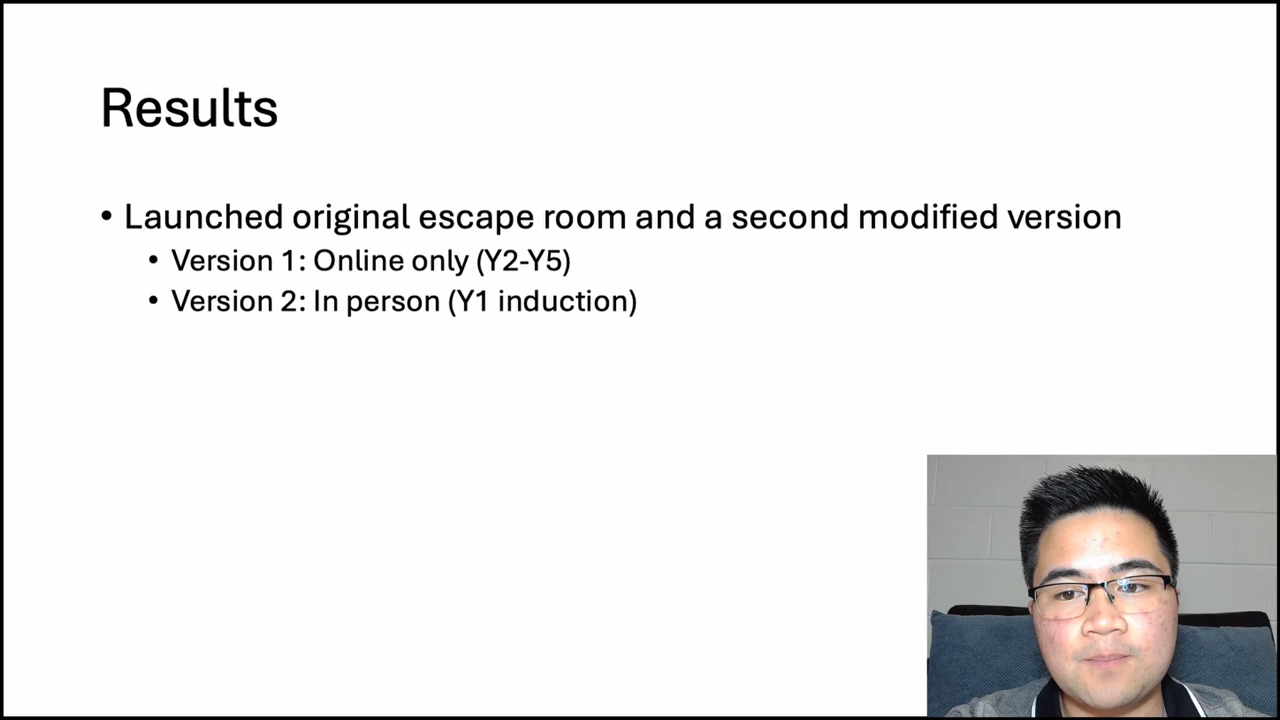 Results
• Launched original escape room and a second modified version
• Version 1: Online only (Y2-Y5)
• Version 2: In person (Y1 induction)